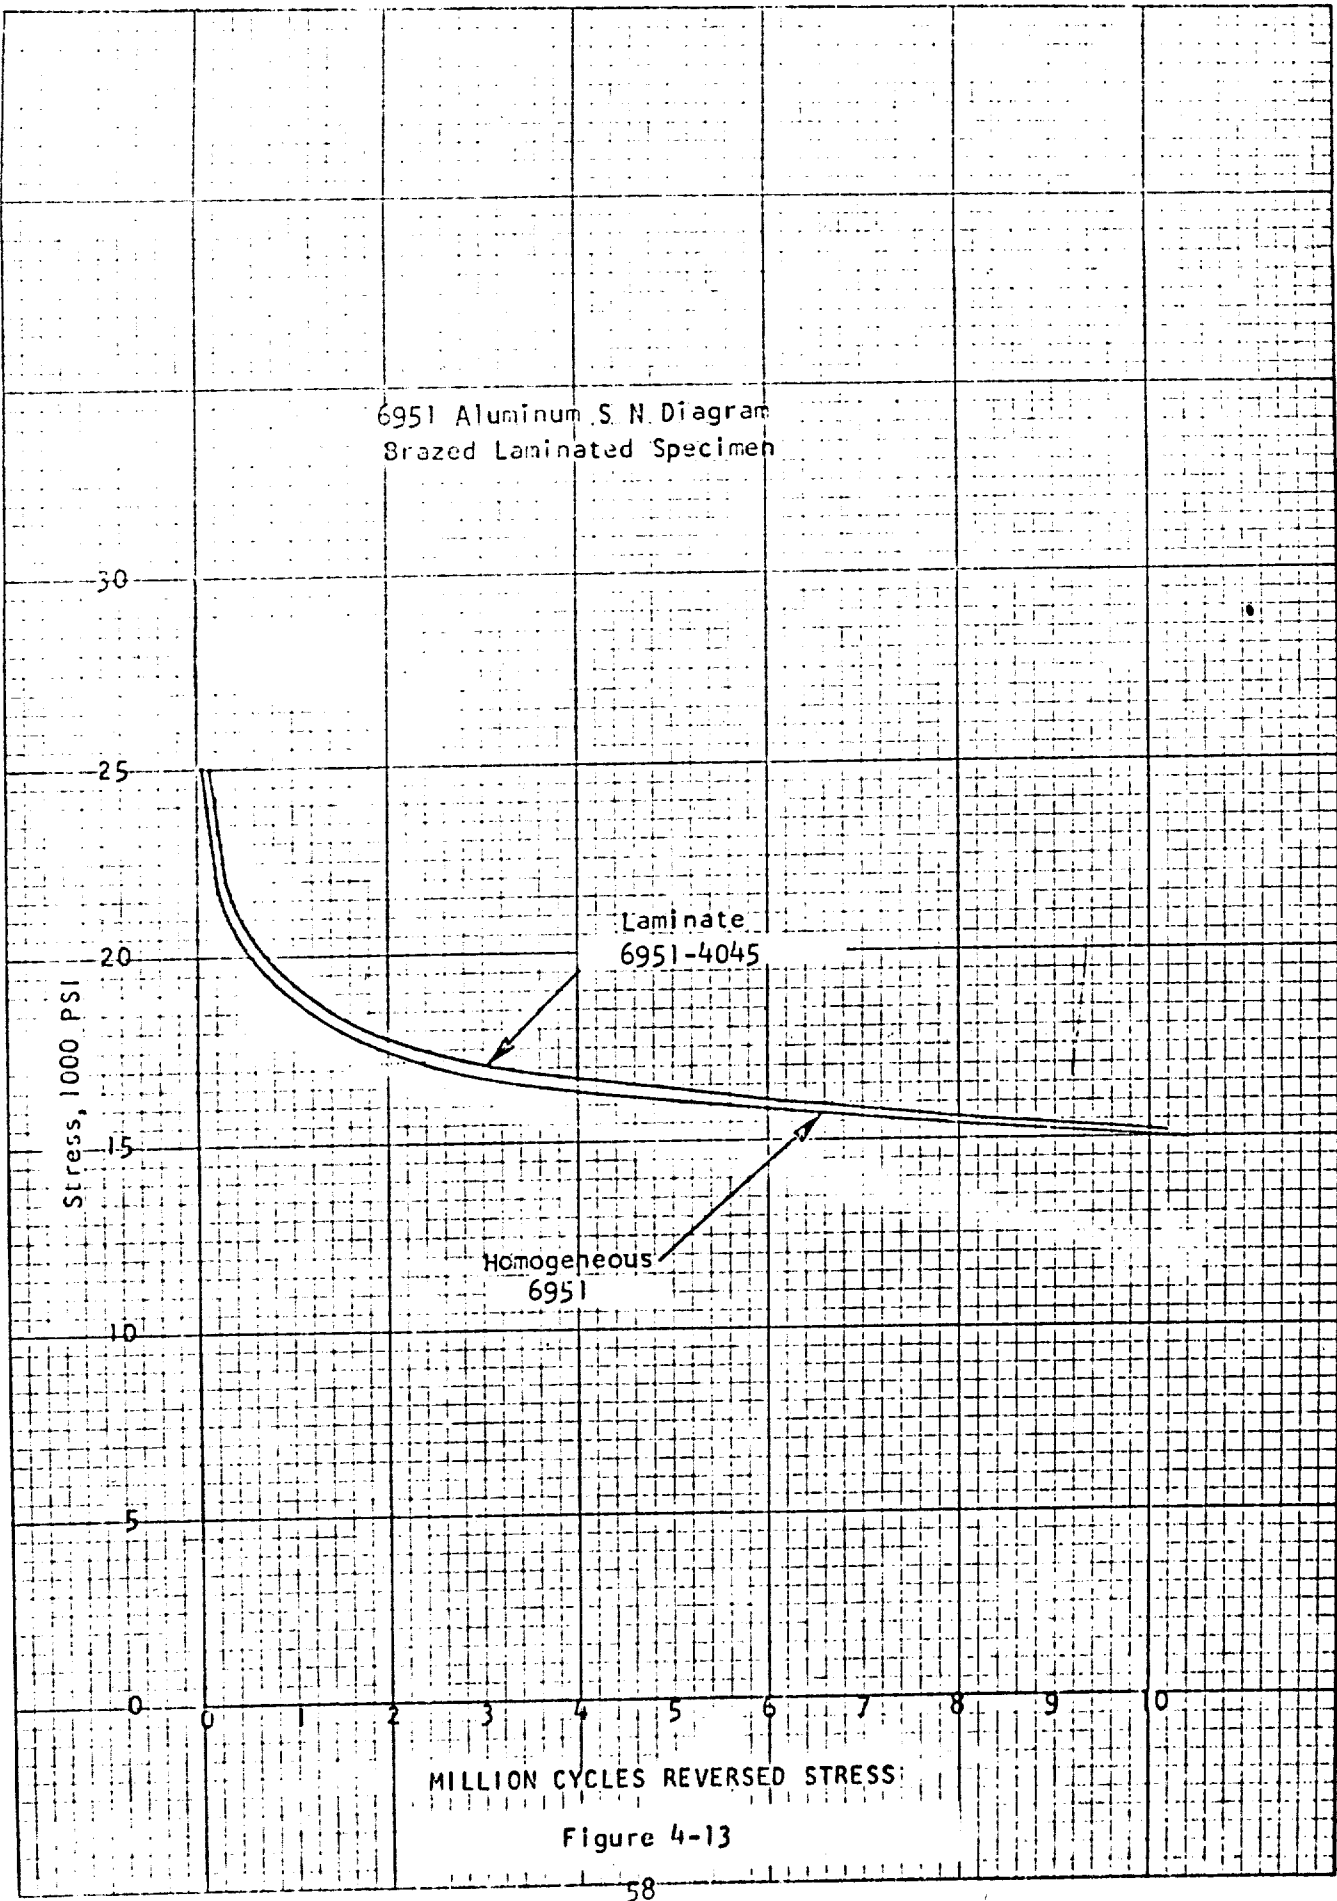 6951 Aluminum S N Diagram
Brazed Laminated Specimen
30
25
20
15
10
5
0
Stress, 1000 PSI
Laminate
6951-4045
Homogeneous
6951
0 1 2 3 4 5 6 7 8 9 10
MILLION CYCLES REVERSED STRESS
Figure 4-13
58